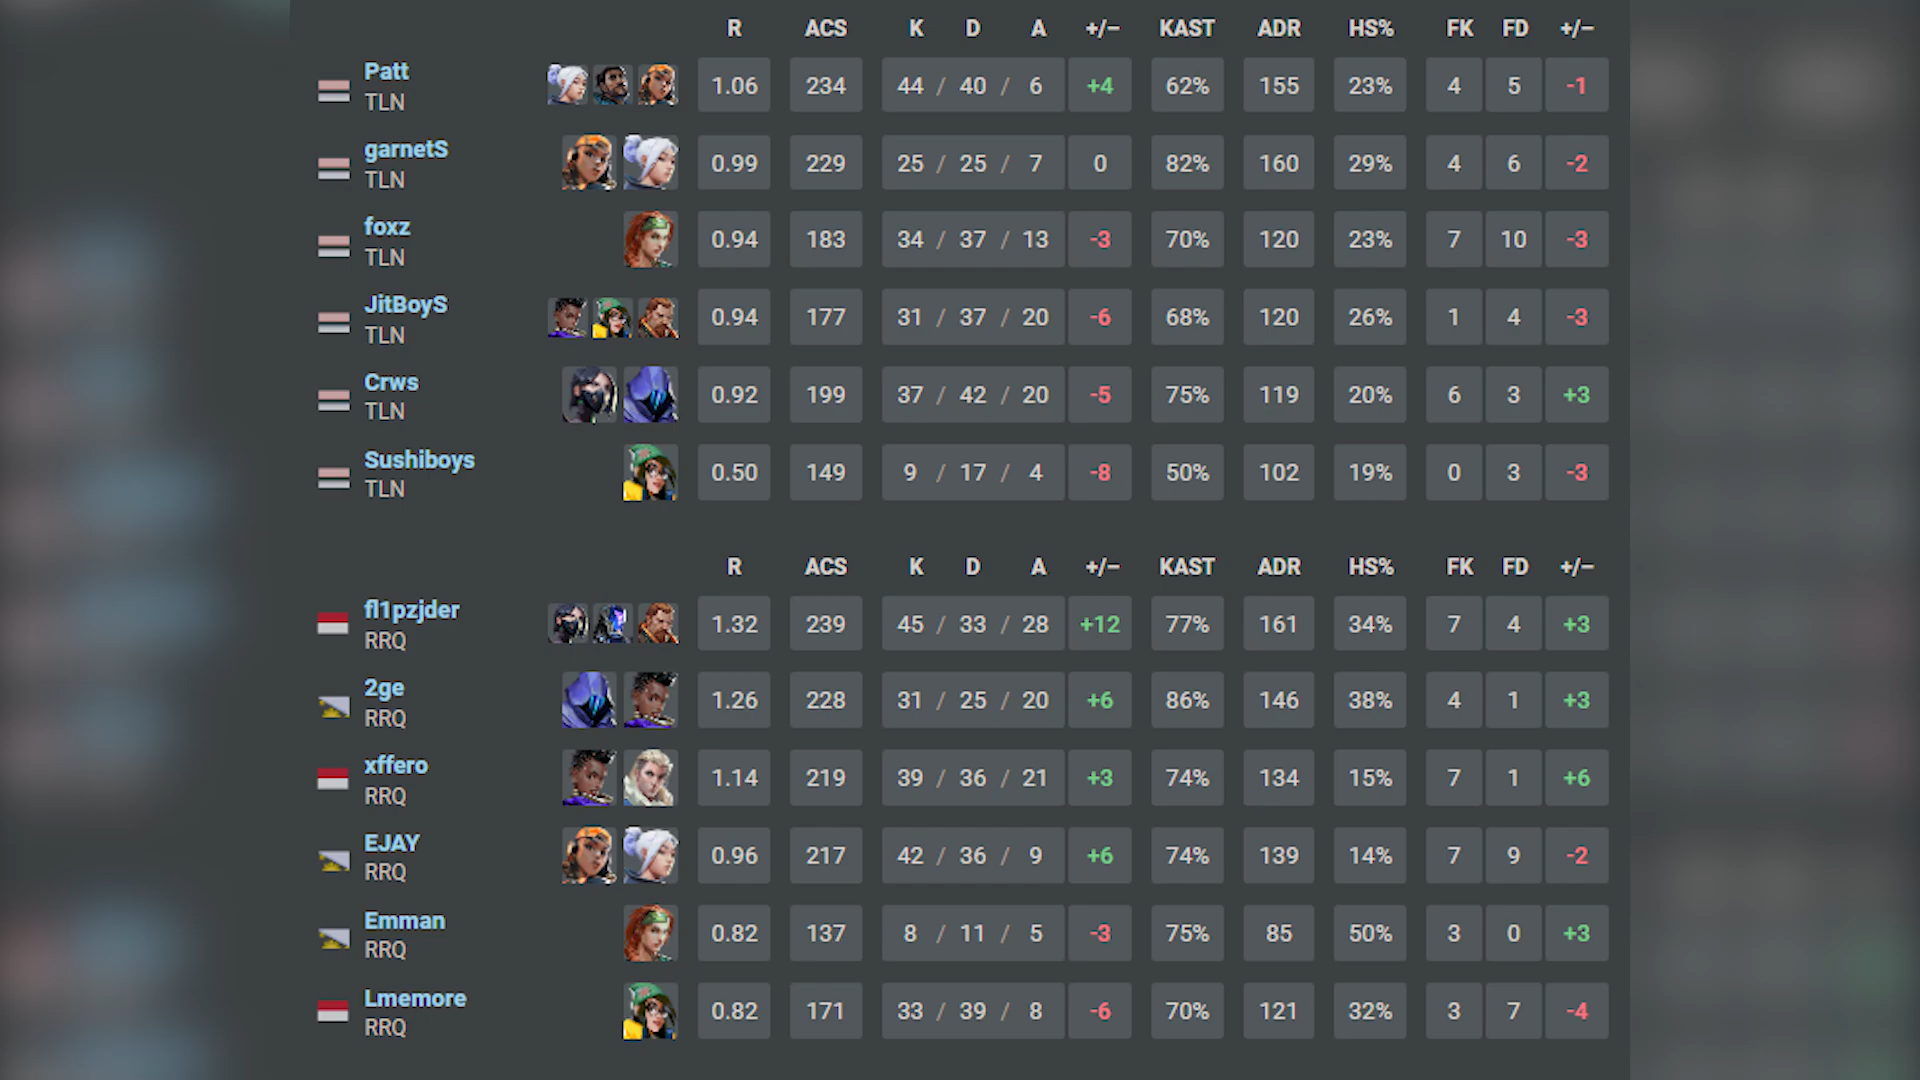 R ACS K D A +/− KAST ADR HS% FK FD +/−
Patt
TLN
1.06 234 44 / 40 / 6 +4 62% 155 23% 4 5 -1
garnetS
TLN
0.99 229 25 / 25 / 7 0 82% 160 29% 4 6 -2
foxz
TLN
0.94 183 34 / 37 / 13 -3 70% 120 23% 7 10 -3
JitBoyS
TLN
0.94 177 31 / 37 / 20 -6 68% 120 26% 1 4 -3
Crws
TLN
0.92 199 37 / 42 / 20 -5 75% 119 20% 6 3 +3
Sushiboys
TLN
0.50 149 9 / 17 / 4 -8 50% 102 19% 0 3 -3
R ACS K D A +/− KAST ADR HS% FK FD +/−
fl1pzjder
RRQ
1.32 239 45 / 33 / 28 +12 77% 161 34% 7 4 +3
2ge
RRQ
1.26 228 31 / 25 / 20 +6 86% 146 38% 4 1 +3
xffero
RRQ
1.14 219 39 / 36 / 21 +3 74% 134 15% 7 1 +6
EJAY
RRQ
0.96 217 42 / 36 / 9 +6 74% 139 14% 7 9 -2
Emman
RRQ
0.82 137 8 / 11 / 5 -3 75% 85 50% 3 0 +3
Lmemore
RRQ
0.82 171 33 / 39 / 8 -6 70% 121 32% 3 7 -4